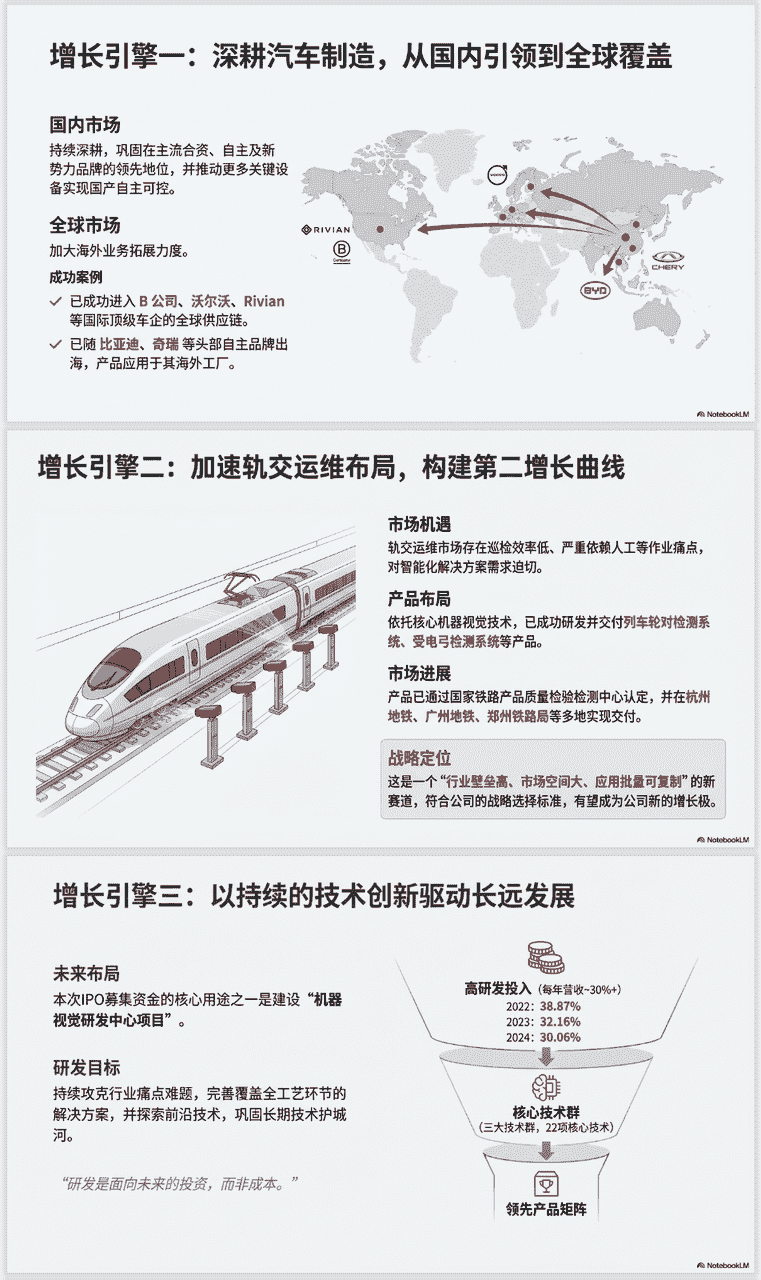 增长引擎一：深耕汽车制造，从国内引领到全球覆盖
国内市场
持续深耕，巩固在主流合资、自主及新
势力品牌的领先地位，并推动更多关键设
备实现国产自主可控。
全球市场
加大海外业务拓展力度。
成功案例
已成功进入 B 公司、沃尔沃、Rivian
等国际顶级车企的全球供应链。
已随 比亚迪、奇瑞 等头部自主品牌出
海，产品应用于其海外工厂。
RIVIAN
B
CHERY
BYD
NotebookLM
增长引擎二：加速轨交运维布局，构建第二增长曲线
市场机遇
轨交运维市场存在巡检效率低、严重依赖人工等作业痛点，
对智能化解决方案需求迫切。
产品布局
依托核心机器视觉技术，已成功研发并交付列车轮对检测系
统、受电弓检测系统等产品。
市场进展
产品已通过国家铁路产品质量检验检测中心认定，并在杭州
地铁、广州地铁、郑州铁路局等多地实现交付。
战略定位
这是一个“行业壁垒高、市场空间大、应用批量可复制”的新
赛道，符合公司的战略选择标准，有望成为公司新的增长极。
NotebookLM
增长引擎三：以持续的技术创新驱动长远发展
未来布局
本次IPO募集资金的核心用途之一是建设“机器
视觉研发中心项目”。
研发目标
持续攻克行业痛点难题，完善覆盖全工艺环节的
解决方案，并探索前沿技术，巩固长期技术护城
河。
“研发是面向未来的投资，而非成本。”
高研发投入（每年营收~30%+）
2022：38.87%
2023：32.16%
2024：30.06%
核心技术群
（三大技术群，22项核心技术）
领先产品矩阵
NotebookLM